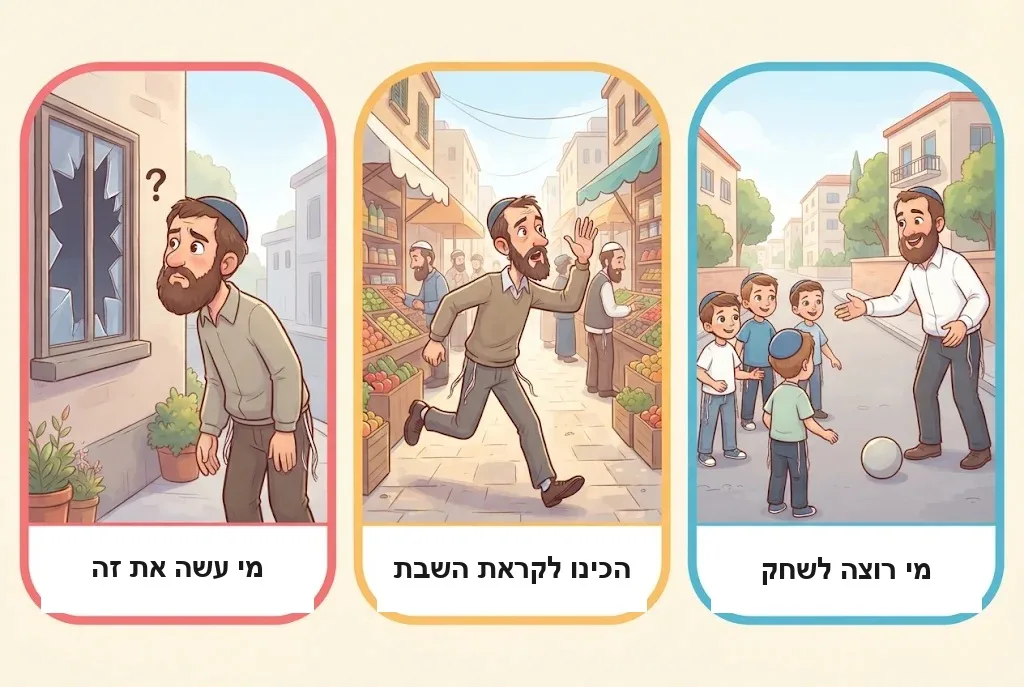 ?
מי רוצה לשחק
הכינו לקראת השבת
מי עשה את זה